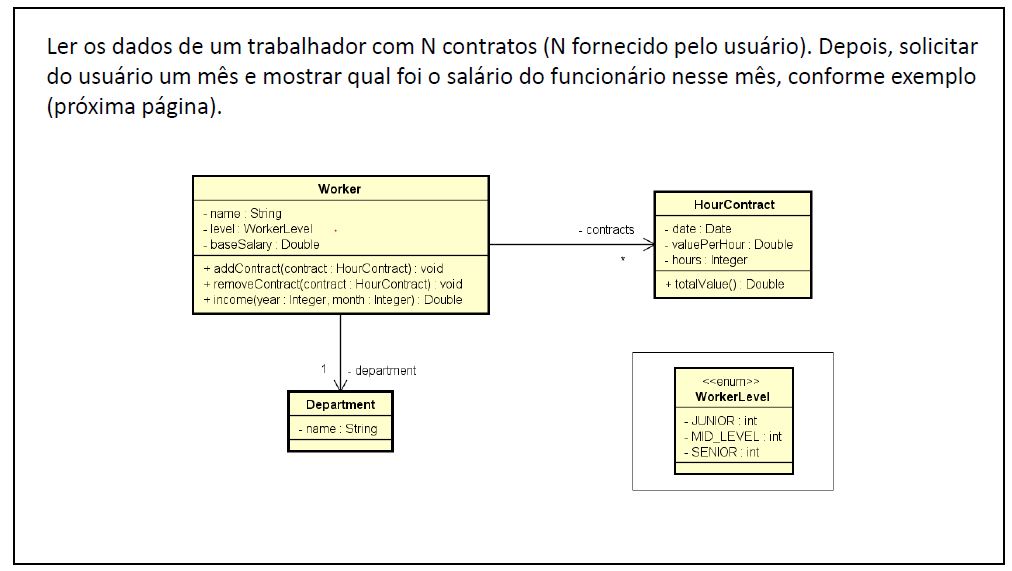 Ler os dados de um trabalhador com N contratos (N fornecido pelo usuário). Depois, solicitar
do usuário um mês e mostrar qual foi o salário do funcionário nesse mês, conforme exemplo
(próxima página).
Worker
- name : String
- level : WorkerLevel
- baseSalary : Double
+ addContract(contract : HourContract) : void
+ removeContract(contract : HourContract) : void
+ income(year : Integer, month : Integer) : Double
- contracts
*
HourContract
- date : Date
- valuePerHour : Double
- hours : Integer
+ totalValue() : Double
1
- department
Department
- name : String
<<enum>>
WorkerLevel
- JUNIOR : int
- MID_LEVEL : int
- SENIOR : int